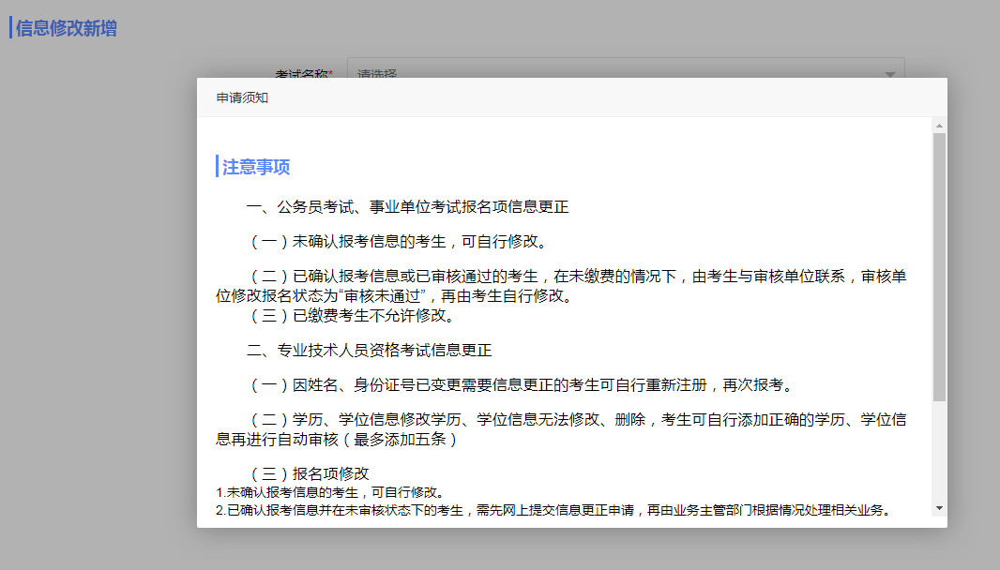 信息修改新增
考试名称*
请选择
申请须知
注意事项
一、公务员考试、事业单位考试报名项信息更正
（一）未确认报考信息的考生，可自行修改。
（二）已确认报考信息或已审核通过的考生，在未缴费的情况下，由考生与审核单位联系，审核单
位修改报名状态为“审核未通过”，再由考生自行修改。
（三）已缴费考生不允许修改。
二、专业技术人员资格考试信息更正
（一）因姓名、身份证号已变更需要信息更正的考生可自行重新注册，再次报考。
（二）学历、学位信息修改学历、学位信息无法修改、删除，考生可自行添加正确的学历、学位信
息再进行自动审核（最多添加五条）
（三）报名项修改
1.未确认报考信息的考生，可自行修改。
2.已确认报考信息并在未审核状态下的考生，需先网上提交信息更正申请，再由业务主管部门根据情况处理相关业务。